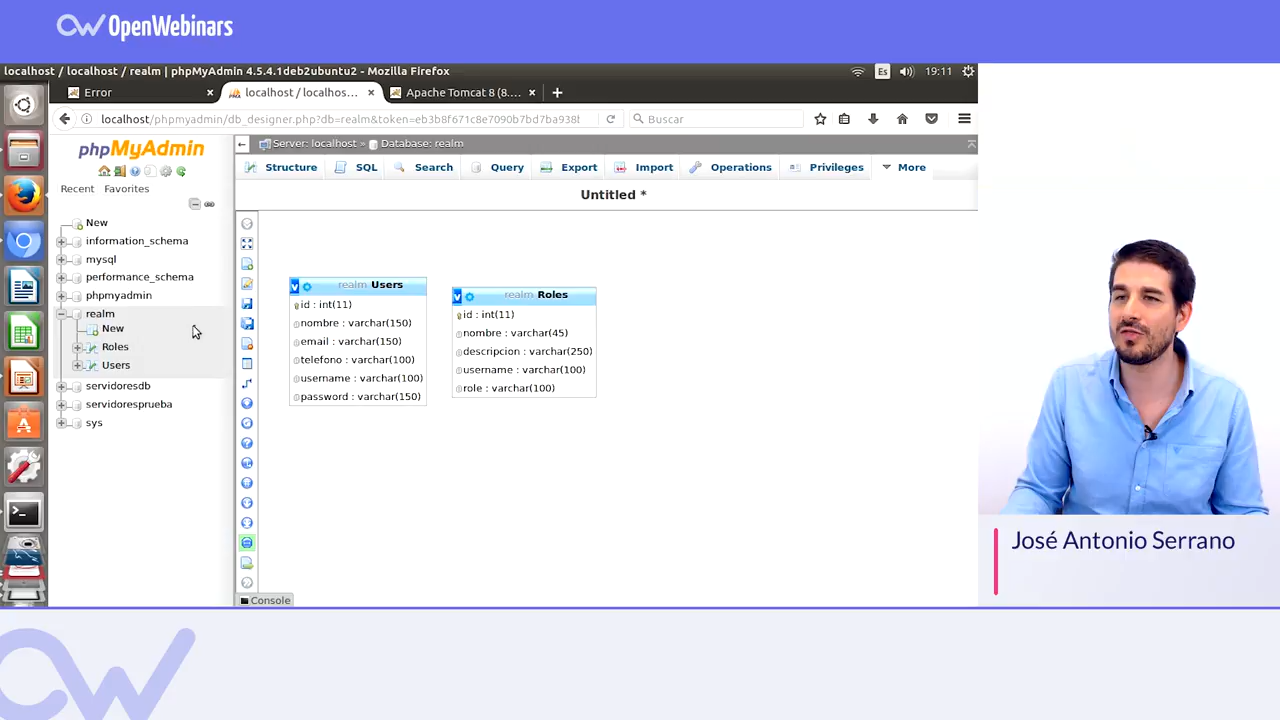 OpenWebinars
localhost / localhost / realm | phpMyAdmin 4.5.4.1deb2ubuntu2 - Mozilla Firefox
Es
19:11
Error
localhost / localhos...
Apache Tomcat 8 (8....
localhost/phpmyadmin/db_designer.php?db=realm&token=eb3b8f671c8e7090b7bd7ba938b
Buscar
phpMyAdmin
Server: localhost » Database: realm
Structure
SQL
Search
Query
Export
Import
Operations
Privileges
More
Recent
Favorites
Untitled *
New
information_schema
mysql
performance_schema
phpmyadmin
realm
New
Roles
Users
servidoresdb
servidoresprueba
sys
realm Users
id : int(11)
nombre : varchar(150)
email : varchar(150)
telefono : varchar(100)
username : varchar(100)
password : varchar(150)
realm Roles
id : int(11)
nombre : varchar(45)
descripcion : varchar(250)
username : varchar(100)
role : varchar(100)
Console
José Antonio Serrano